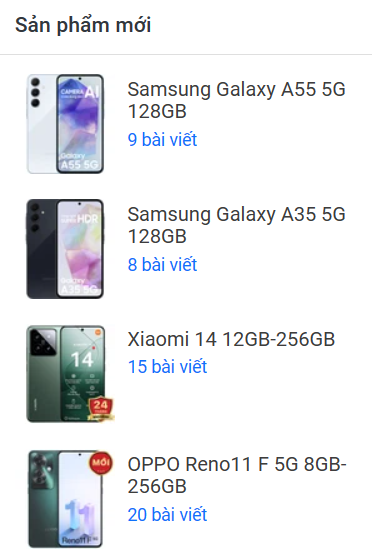 Sản phẩm mới
CAMERA AI
Galaxy
A55 5G
Samsung Galaxy A55 5G
128GB
9 bài viết
HDR
Galaxy
A35 5G
Samsung Galaxy A35 5G
128GB
8 bài viết
14
24
Xiaomi 14 12GB-256GB
15 bài viết
MỚI
11
Reno11 F
OPPO Reno11 F 5G 8GB-
256GB
20 bài viết